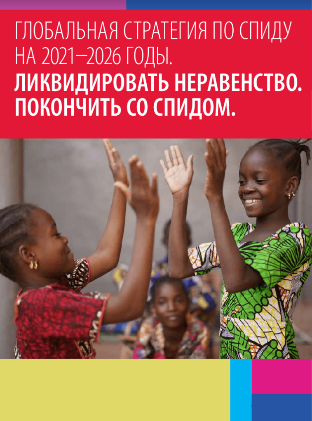 ГЛОБАЛЬНАЯ СТРАТЕГИЯ ПО СПИДУ
НА 2021–2026 ГОДЫ.
ЛИКВИДИРОВАТЬ НЕРАВЕНСТВО.
ПОКОНЧИТЬ СО СПИДОМ.